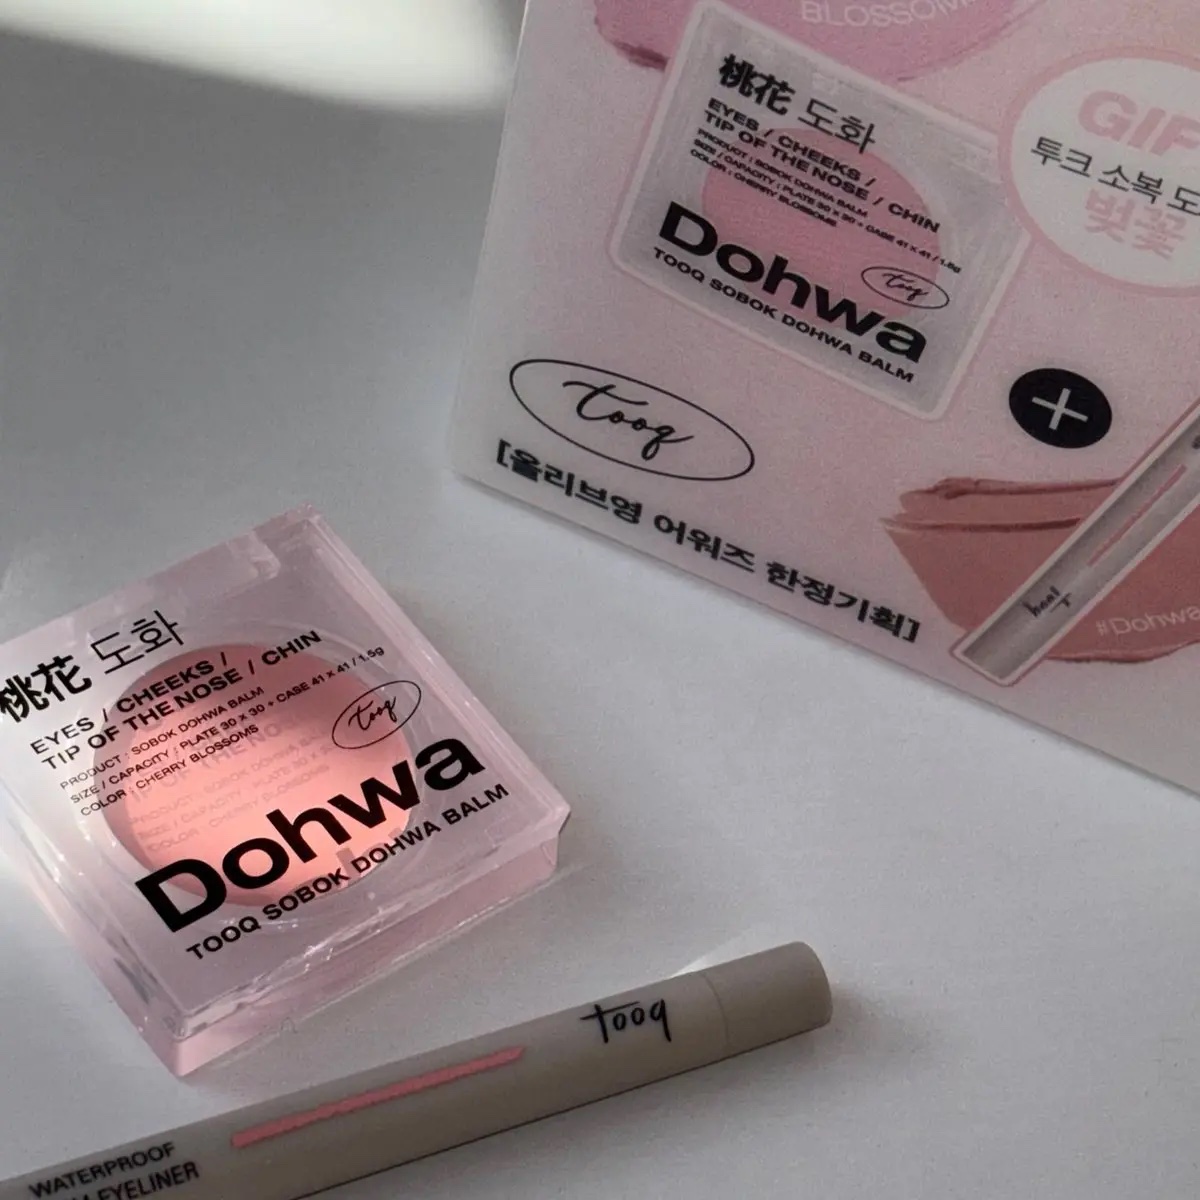 BLOSSOM
桃花 도화
EYES / CHEEKS /
TIP OF THE NOSE / CHIN
PRODUCT : SOBOK DOHWA BALM
SIZE / CAPACITY : PLATE 30 x 30 + CASE 41 x 41 / 1.5g
COLOR : CHERRY BLOSSOMS
tooq
Dohwa
TOOQ SOBOK DOHWA BALM
GIF
투크 소복 도
벚꽃
+
tooq
[올리브영 어워즈 한정기획]
#Dohwa
桃花 도화
EYES / CHEEKS /
TIP OF THE NOSE / CHIN
PRODUCT : SOBOK DOHWA BALM
SIZE / CAPACITY : PLATE 30 x 30 + CASE 41 x 41 / 1.5g
COLOR : CHERRY BLOSSOMS
tooq
Dohwa
TOOQ SOBOK DOHWA BALM
tooq
WATERPROOF
EYELINER